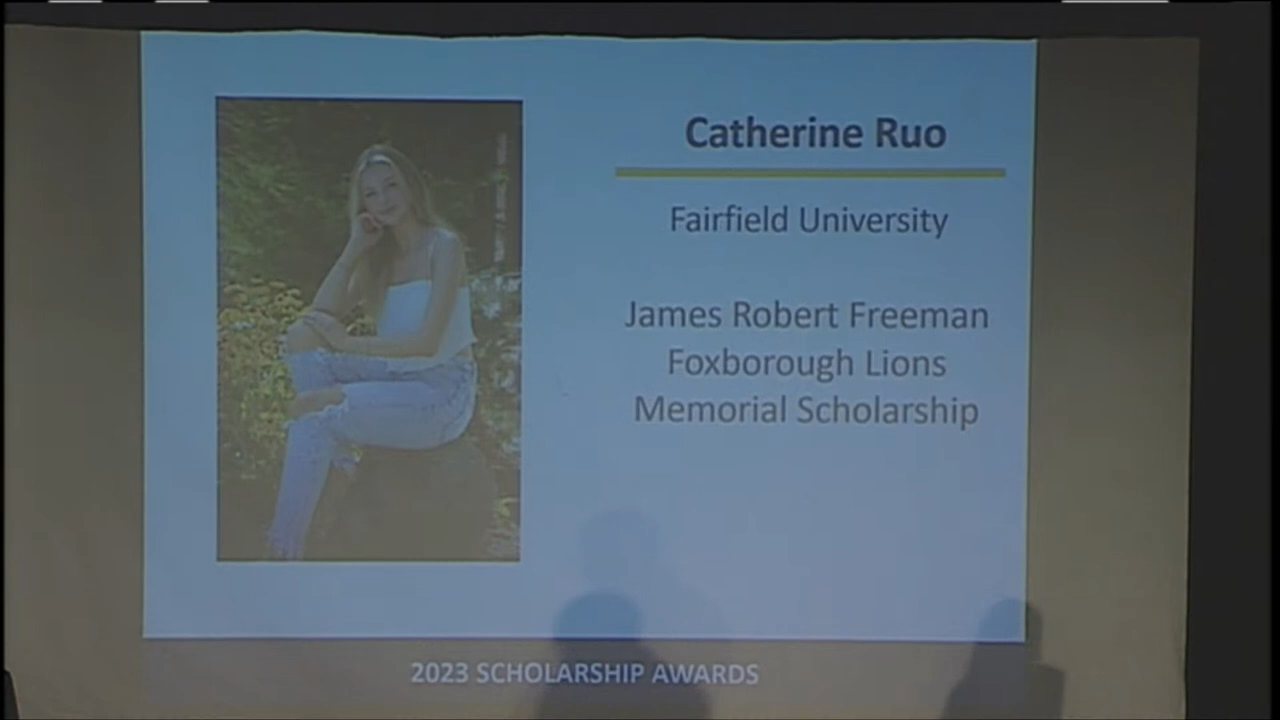 Catherine Ruo
Fairfield University
James Robert Freeman
Foxborough Lions
Memorial Scholarship
2023 SCHOLARSHIP AWARDS